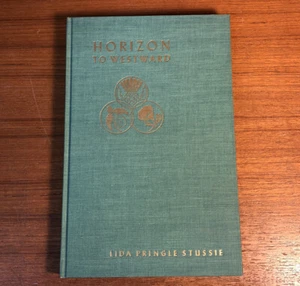 HORIZON
TO WESTWARD
LIDA PRINGLE STUSSIE